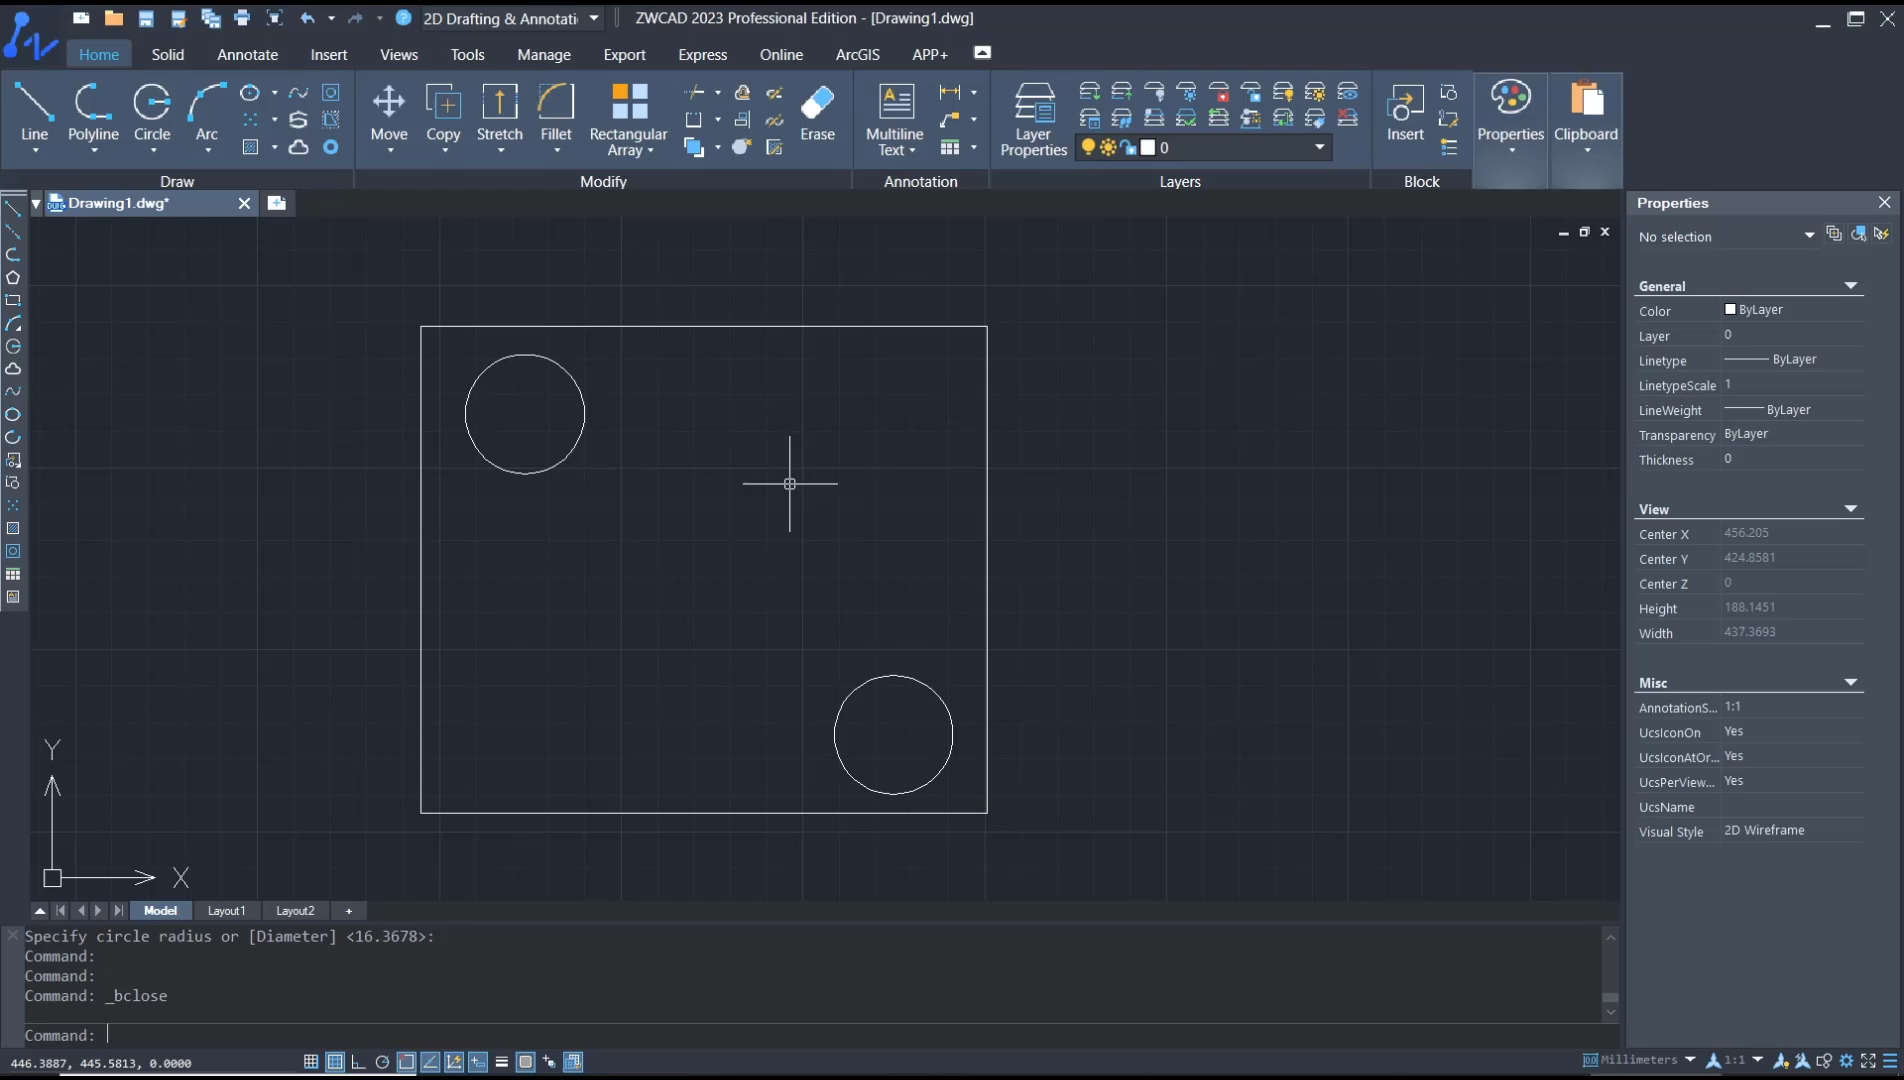 2D Drafting & Annotati
ZWCAD 2023 Professional Edition - [Drawing1.dwg]
Home Solid Annotate Insert Views Tools Manage Export Express Online ArcGIS APP+
Line Polyline Circle Arc
Move Copy Stretch Fillet Rectangular Array Erase
Multiline Text
Layer Properties
0
Insert Properties Clipboard
Draw Modify Annotation Layers Block
Drawing1.dwg*
Properties
No selection
General
Color ByLayer
Layer 0
Linetype ByLayer
LinetypeScale 1
LineWeight ByLayer
Transparency ByLayer
Thickness 0
View
Center X 456.205
Center Y 424.8581
Center Z 0
Height 188.1451
Width 437.3693
Misc
AnnotationS... 1:1
UcsIconOn Yes
UcsIconAtOr... Yes
UcsPerView... Yes
UcsName
Visual Style 2D Wireframe
Y
X
Model Layout1 Layout2 +
Specify circle radius or [Diameter] <16.3678>:
Command:
Command:
Command: _bclose
Command:
446.3887, 445.5813, 0.0000
Millimeters 1:1